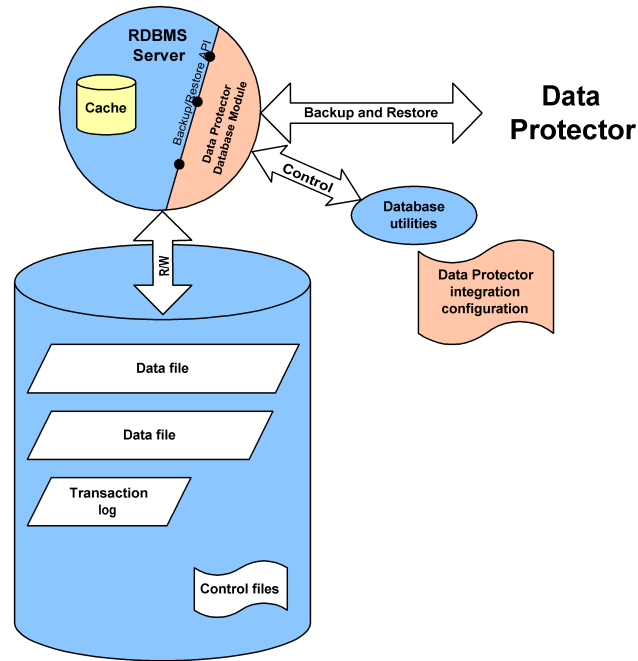 RDBMS
Server
Cache
Backup/Restore API
Data Protector
Database Module
Backup and Restore
Data
Protector
Control
Database
utilities
R/W
Data Protector
integration
configuration
Data file
Data file
Transaction
log
Control files